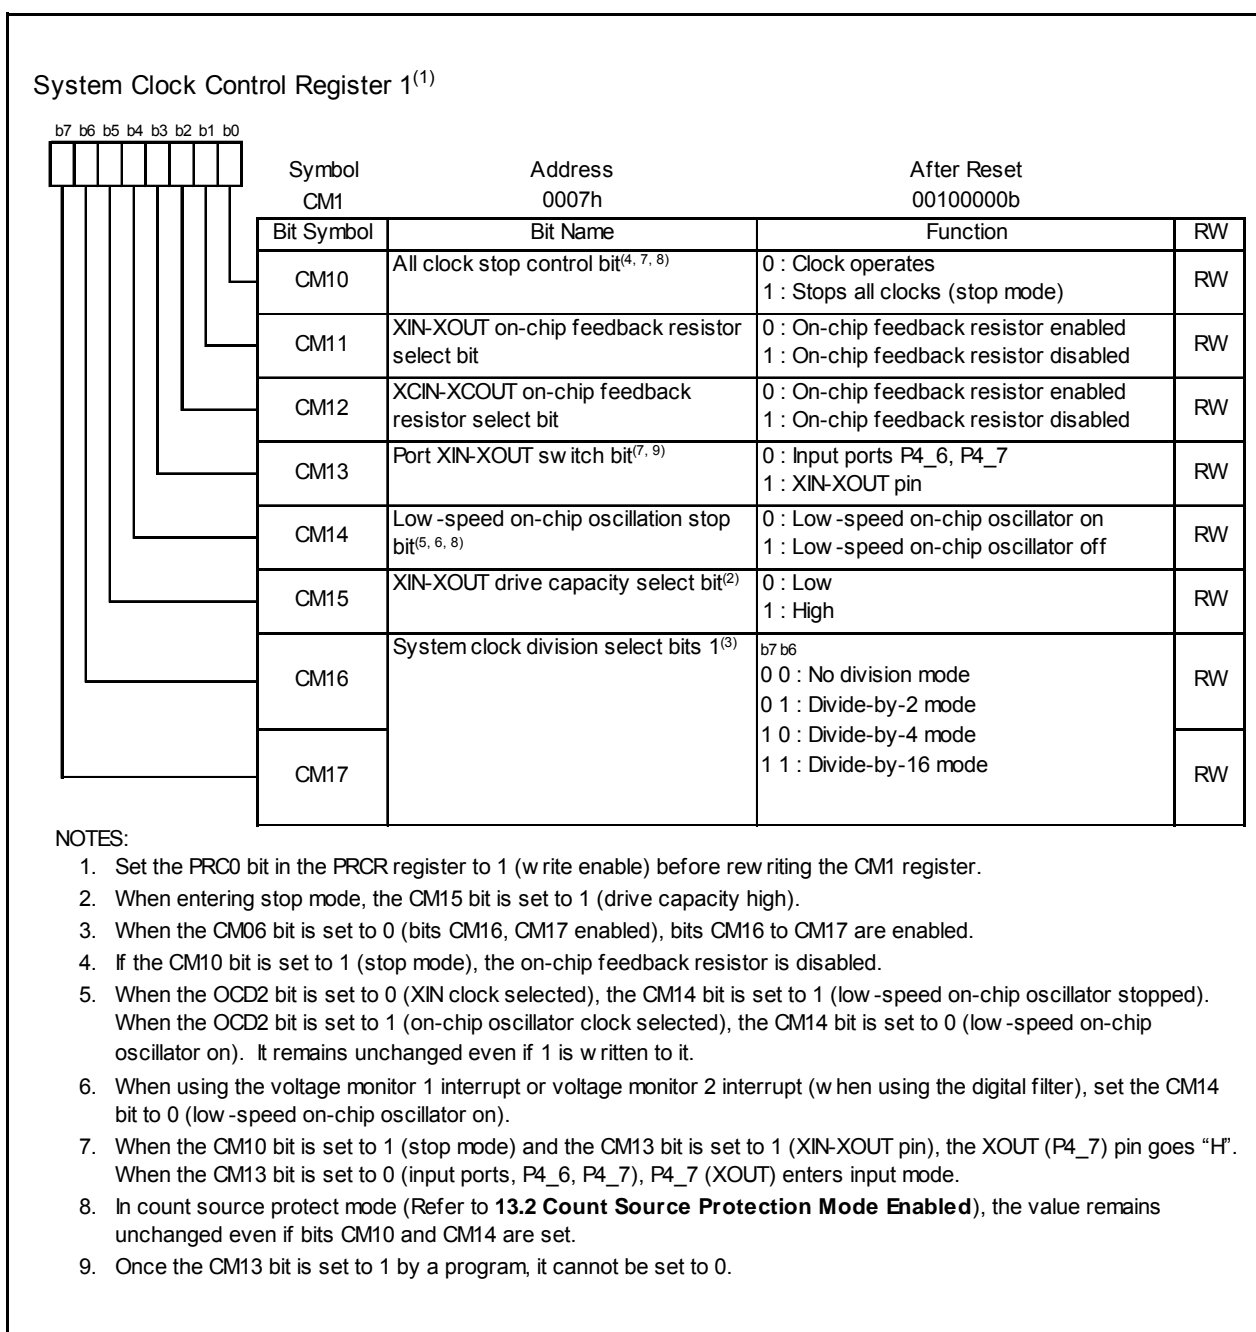 System Clock Control Register 1(1)
b7 b6 b5 b4 b3 b2 b1 b0
Symbol Address After Reset
CM1 0007h 00100000b
Bit Symbol Bit Name Function RW
CM10 All clock stop control bit(4, 7, 8) 0 : Clock operates RW
1 : Stops all clocks (stop mode)
CM11 XIN-XOUT on-chip feedback resistor 0 : On-chip feedback resistor enabled RW
select bit 1 : On-chip feedback resistor disabled
CM12 XCIN-XCOUT on-chip feedback 0 : On-chip feedback resistor enabled RW
resistor select bit 1 : On-chip feedback resistor disabled
CM13 Port XIN-XOUT switch bit(7, 9) 0 : Input ports P4_6, P4_7 RW
1 : XIN-XOUT pin
CM14 Low-speed on-chip oscillation stop 0 : Low-speed on-chip oscillator on RW
bit(5, 6, 8) 1 : Low-speed on-chip oscillator off
CM15 XIN-XOUT drive capacity select bit(2) 0 : Low RW
1 : High
CM16 System clock division select bits 1(3) b7 b6 RW
0 0 : No division mode
0 1 : Divide-by-2 mode
1 0 : Divide-by-4 mode
CM17 1 1 : Divide-by-16 mode RW
NOTES:
1. Set the PRC0 bit in the PRCR register to 1 (write enable) before rewriting the CM1 register.
2. When entering stop mode, the CM15 bit is set to 1 (drive capacity high).
3. When the CM06 bit is set to 0 (bits CM16, CM17 enabled), bits CM16 to CM17 are enabled.
4. If the CM10 bit is set to 1 (stop mode), the on-chip feedback resistor is disabled.
5. When the OCD2 bit is set to 0 (XIN clock selected), the CM14 bit is set to 1 (low-speed on-chip oscillator stopped).
When the OCD2 bit is set to 1 (on-chip oscillator clock selected), the CM14 bit is set to 0 (low-speed on-chip
oscillator on). It remains unchanged even if 1 is written to it.
6. When using the voltage monitor 1 interrupt or voltage monitor 2 interrupt (when using the digital filter), set the CM14
bit to 0 (low-speed on-chip oscillator on).
7. When the CM10 bit is set to 1 (stop mode) and the CM13 bit is set to 1 (XIN-XOUT pin), the XOUT (P4_7) pin goes “H”.
When the CM13 bit is set to 0 (input ports, P4_6, P4_7), P4_7 (XOUT) enters input mode.
8. In count source protect mode (Refer to 13.2 Count Source Protection Mode Enabled), the value remains
unchanged even if bits CM10 and CM14 are set.
9. Once the CM13 bit is set to 1 by a program, it cannot be set to 0.